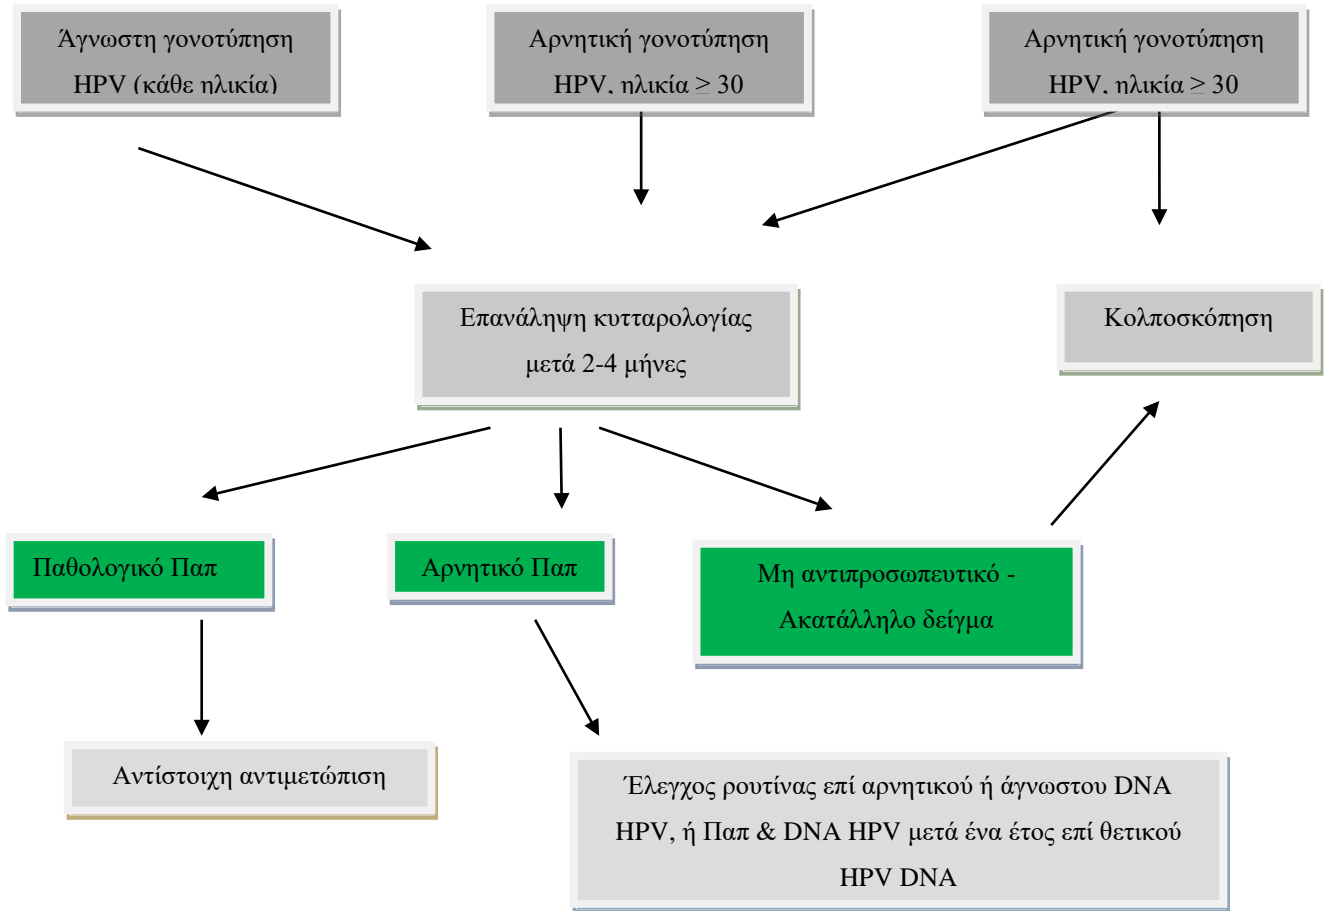 Άγνωστη γονοτύπηση
HPV (κάθε ηλικία)
Αρνητική γονοτύπηση
HPV, ηλικία ≥ 30
Αρνητική γονοτύπηση
HPV, ηλικία ≥ 30
Επανάληψη κυτταρολογίας
μετά 2-4 μήνες
Κολποσκόπηση
Παθολογικό Παπ
Αρνητικό Παπ
Μη αντιπροσωπευτικό -
Ακατάλληλο δείγμα
Αντίστοιχη αντιμετώπιση
Έλεγχος ρουτίνας επί αρνητικού ή άγνωστου DNA
HPV, ή Παπ & DNA HPV μετά ένα έτος επί θετικού
HPV DNA